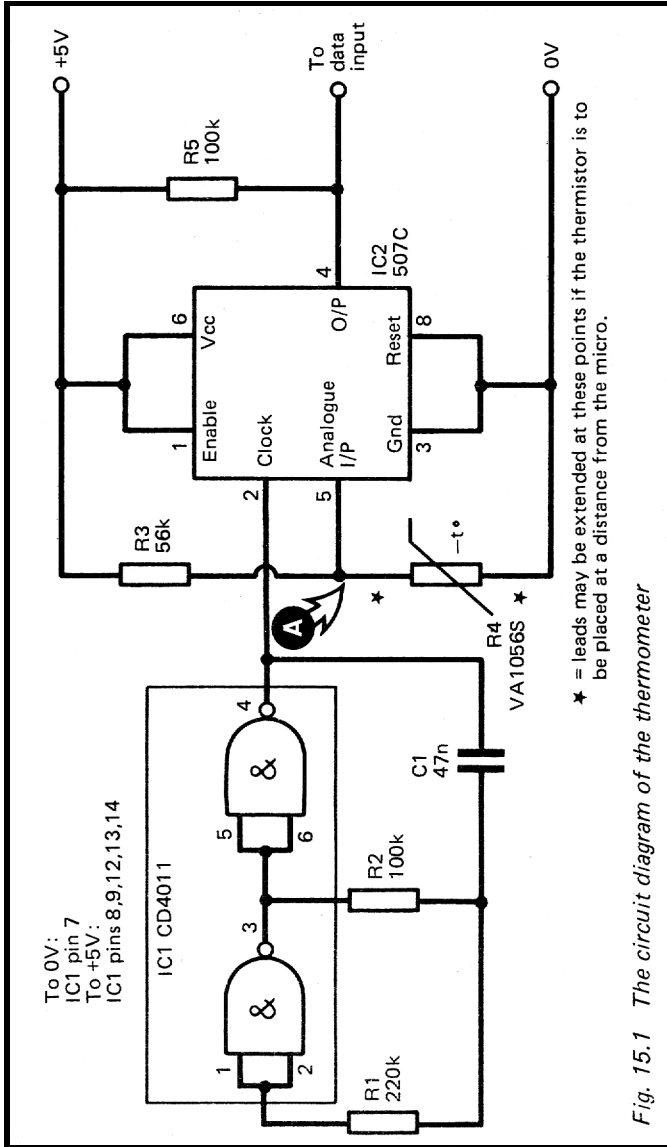 To 0V:
IC1 pin 7
To +5V:
IC1 pins 8,9,12,13,14
IC1 CD4011
1
2
&
3
5
6
&
4
R1
220k
R2
100k
C1
47n
A
R3
56k
R4
VA1056S
-t°
★
★
2
5
1
6
3
8
4
Enable
Vcc
Clock
Analogue
I/P
O/P
Gnd
Reset
IC2
507C
R5
100k
+5V
To
data
input
0V
★ = leads may be extended at these points if the thermistor is to
be placed at a distance from the micro.
Fig. 15.1 The circuit diagram of the thermometer